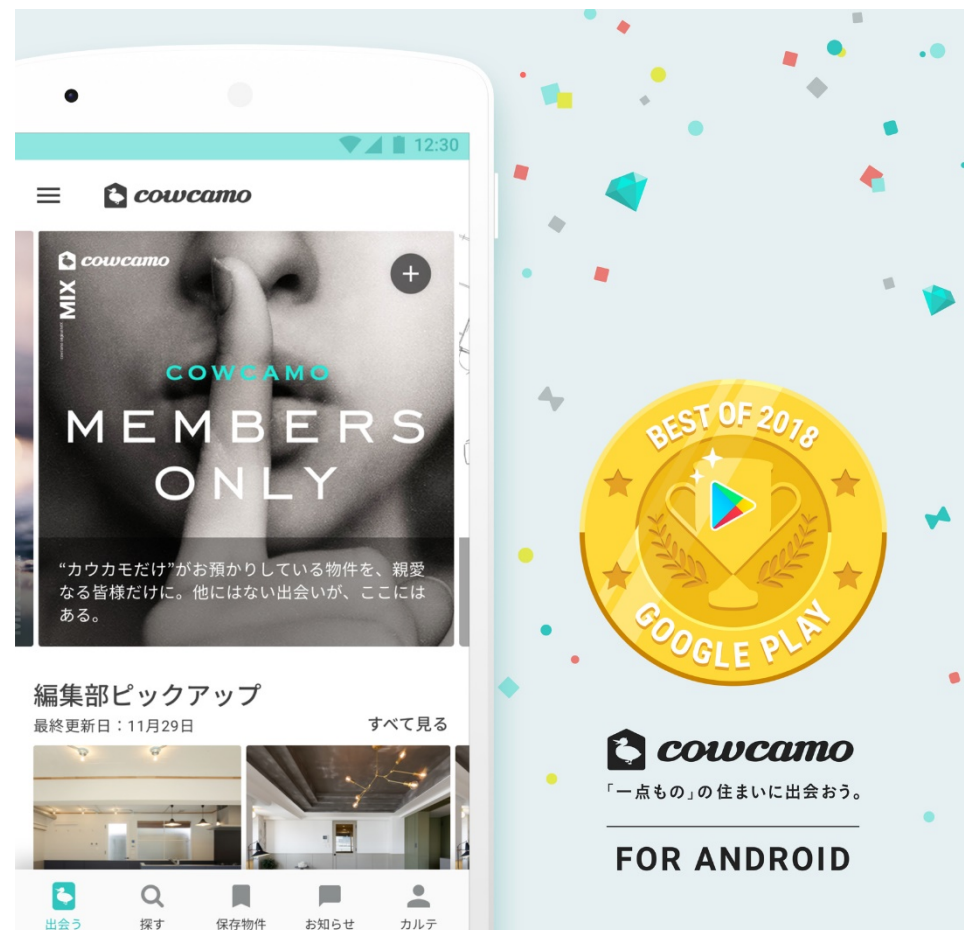 12:30
cowcamo
cowcamo
MIX
COWCAMO
MEMBERS
ONLY
“カウカモだけ”がお預かりしている物件を、親愛
なる皆様だけに。他にはない出会いが、ここには
ある。
編集部ピックアップ
最終更新日：11月29日
すべて見る
出会う
探す
保存物件
お知らせ
カルテ
BEST OF 2018
GOOGLE PLAY
cowcamo
「一点もの」の住まいに出会おう。
FOR ANDROID